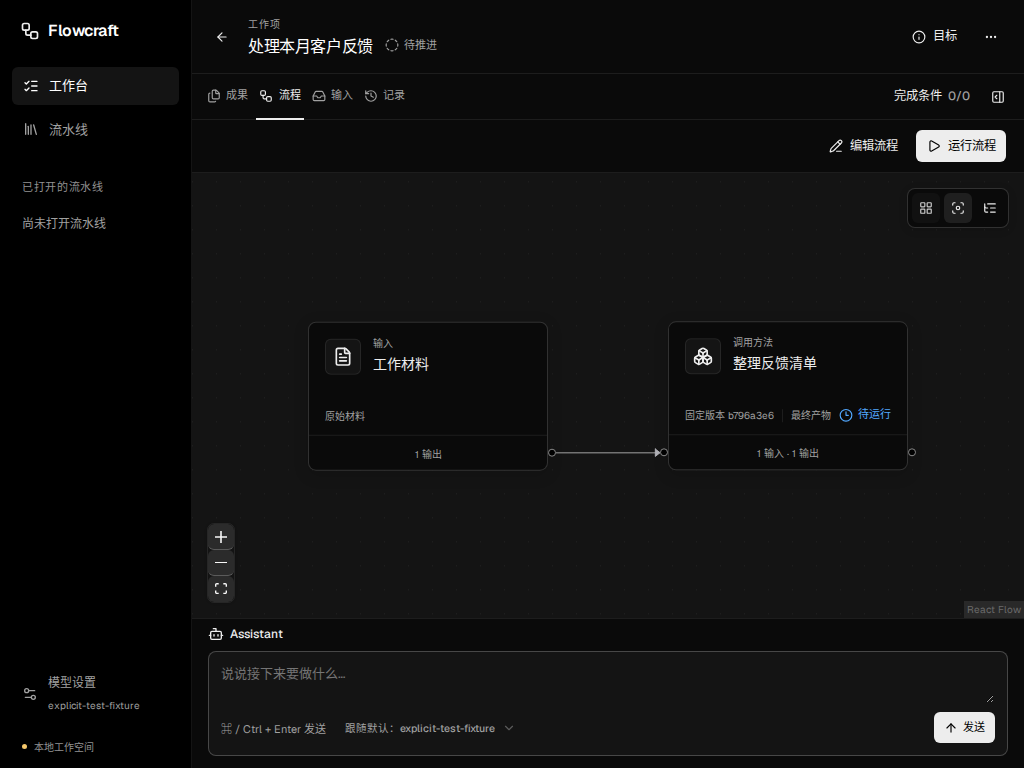 Flowcraft
工作台
流水线
已打开的流水线
尚未打开流水线
模型设置
explicit-test-fixture
本地工作空间
工作项
处理本月客户反馈
待推进
目标
成果
流程
输入
记录
完成条件 0/0
编辑流程
运行流程
输入
工作材料
原始材料
1 输出
调用方法
整理反馈清单
固定版本 b796a3e6
最终产物
待运行
1 输入 · 1 输出
React Flow
Assistant
说说接下来要做什么…
⌘ / Ctrl + Enter 发送
跟随默认：explicit-test-fixture
发送